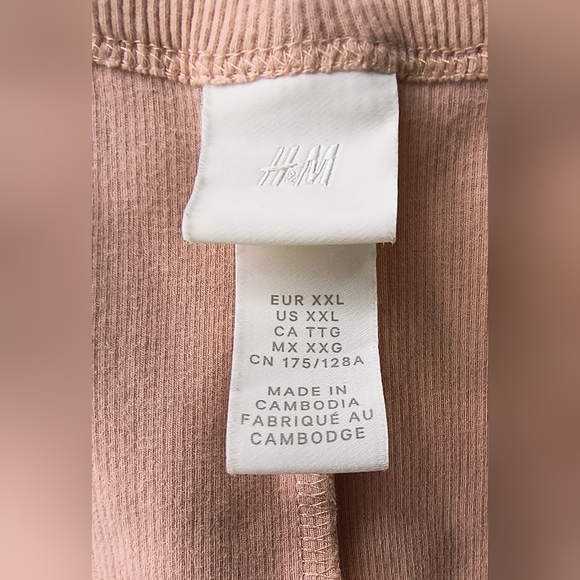 H&M
EUR XXL
US XXL
CA TTG
MX XXG
CN 175/128A
MADE IN
CAMBODIA
FABRIQUÉ AU
CAMBODGE